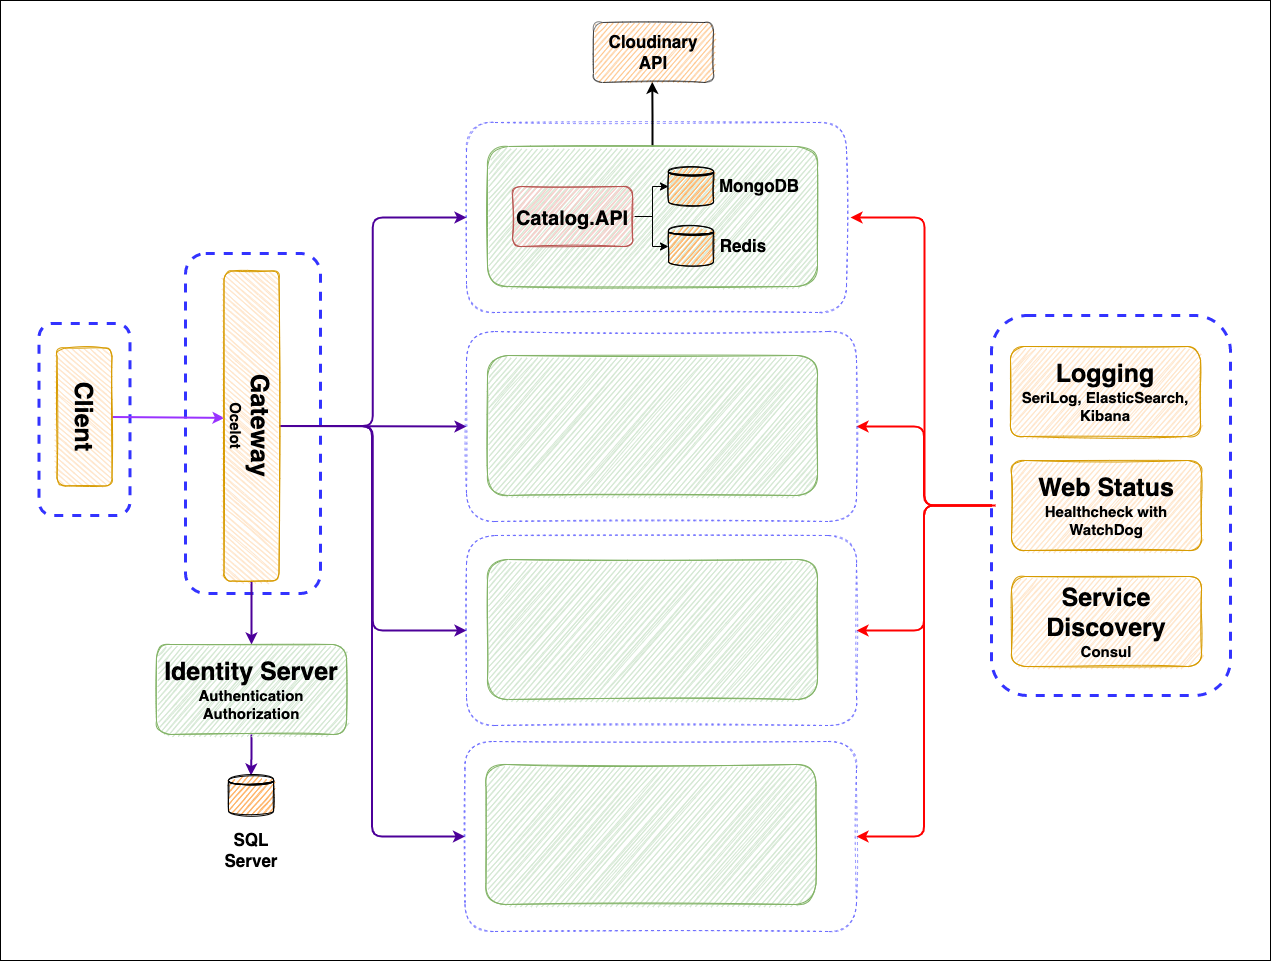 Cloudinary
API
Catalog.API
MongoDB
Redis
Client
Gateway
Ocelot
Identity Server
Authentication
Authorization
SQL
Server
Logging
SeriLog, ElasticSearch,
Kibana
Web Status
Healthcheck with
WatchDog
Service
Discovery
Consul